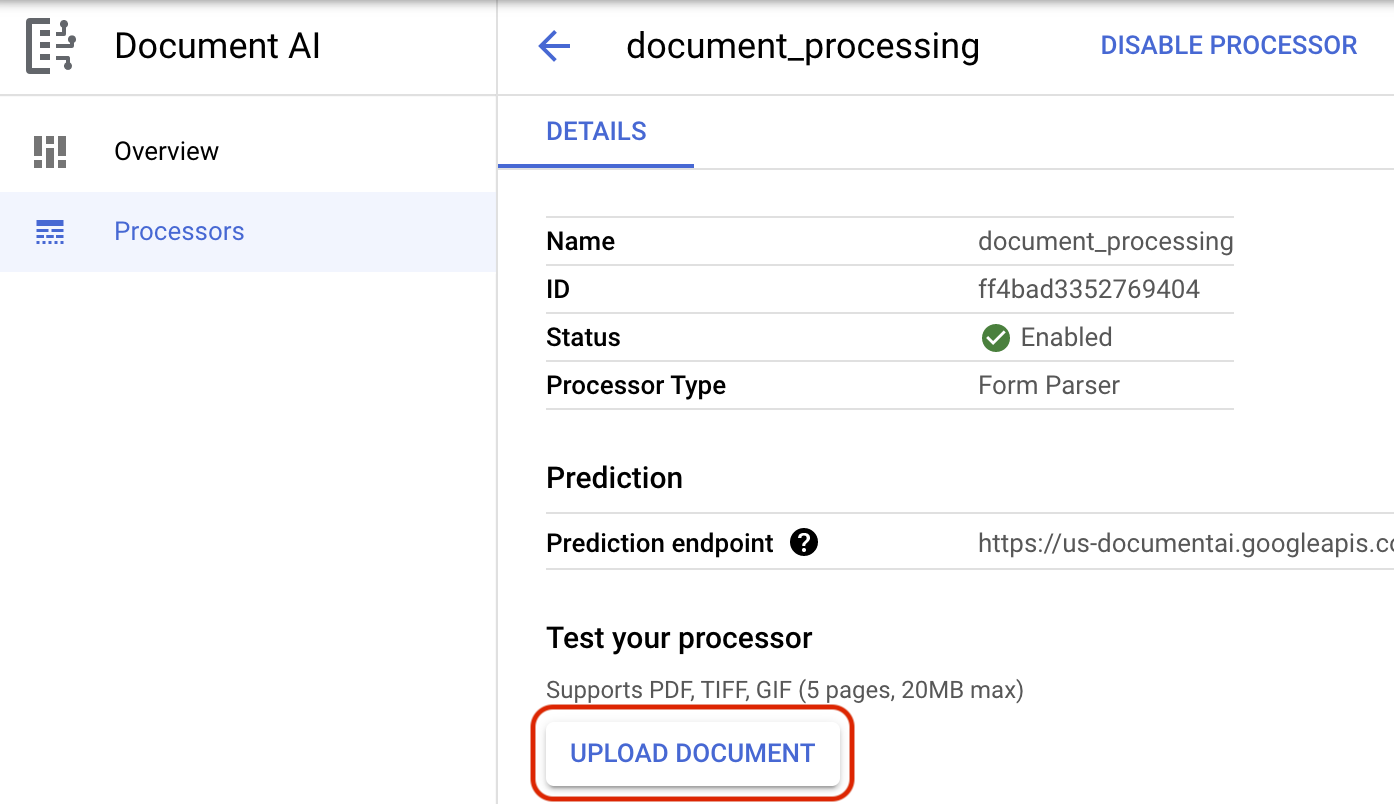 Document AI
document_processing
DISABLE PROCESSOR
Overview
Processors
DETAILS
Name document_processing
ID ff4bad3352769404
Status Enabled
Processor Type Form Parser
Prediction
Prediction endpoint ? https://us-documentai.googleapis.co
Test your processor
Supports PDF, TIFF, GIF (5 pages, 20MB max)
UPLOAD DOCUMENT